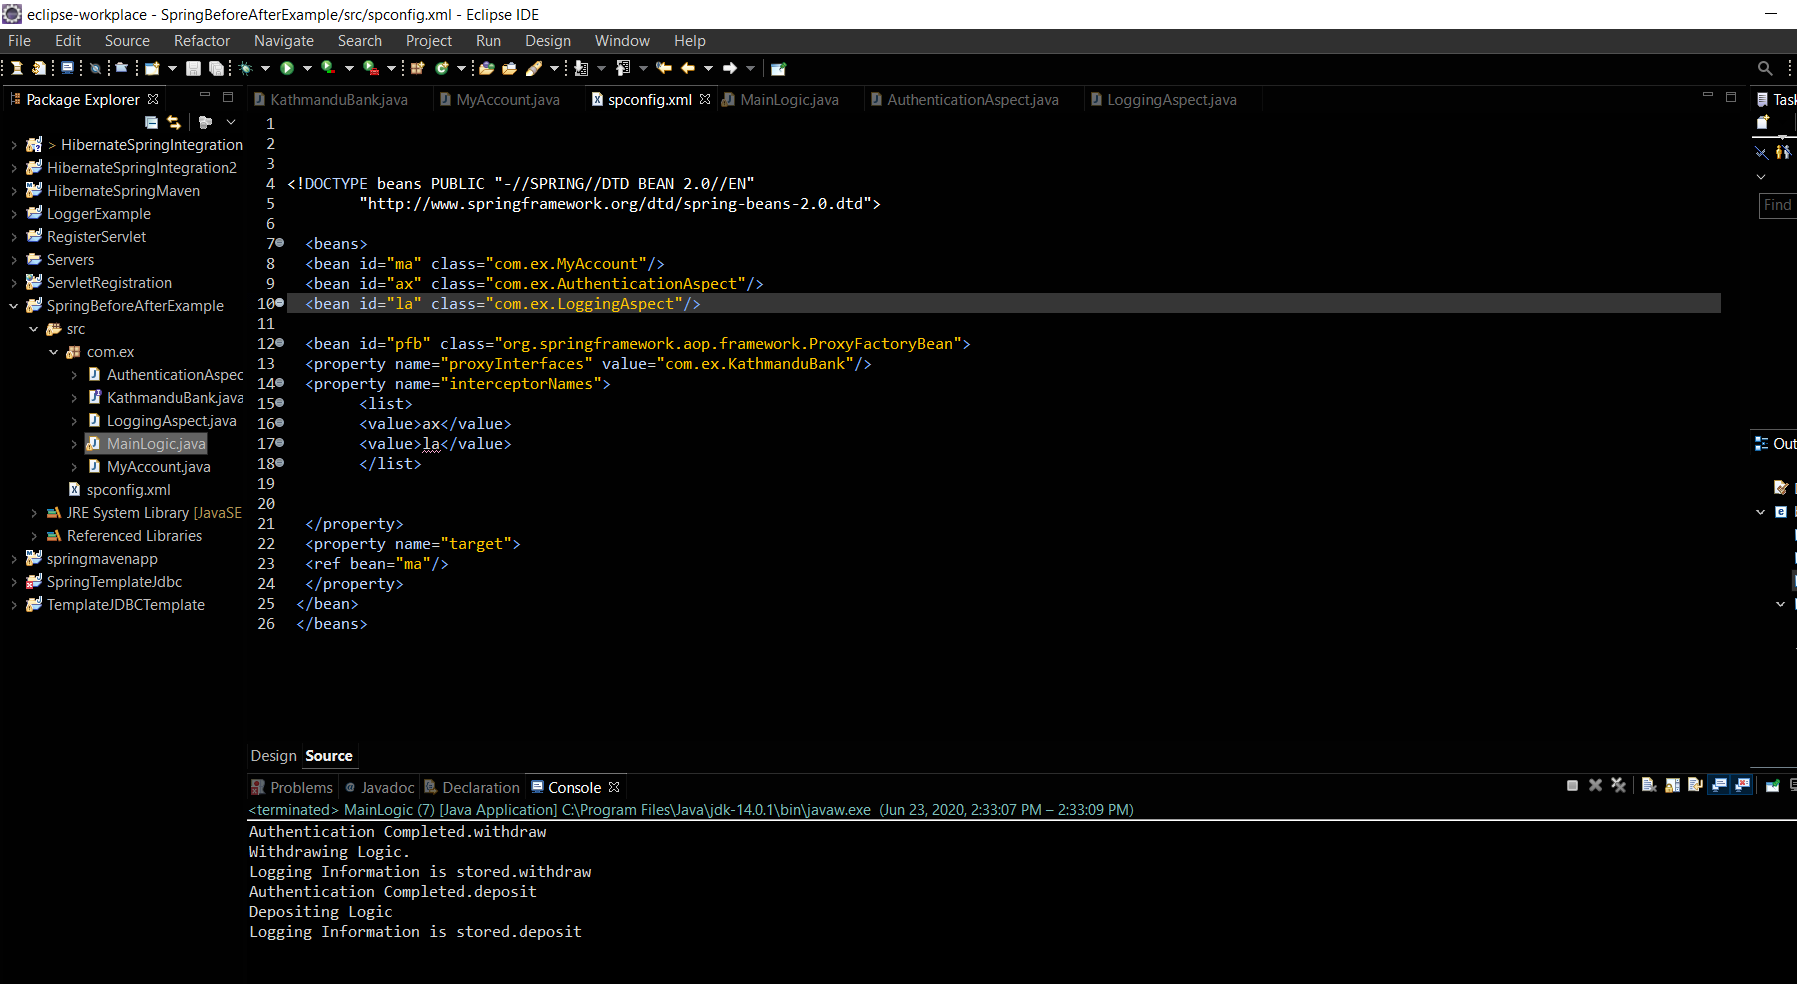 eclipse-workplace - SpringBeforeAfterExample/src/spconfig.xml - Eclipse IDE
File Edit Source Refactor Navigate Search Project Run Design Window Help
Package Explorer
KathmanduBank.java MyAccount.java spconfig.xml MainLogic.java AuthenticationAspect.java LoggingAspect.java
> HibernateSpringIntegration
HibernateSpringIntegration2
HibernateSpringMaven
LoggerExample
RegisterServlet
Servers
ServletRegistration
SpringBeforeAfterExample
src
com.ex
AuthenticationAspec
KathmanduBank.java
LoggingAspect.java
MainLogic.java
MyAccount.java
spconfig.xml
JRE System Library [JavaSE
Referenced Libraries
springmavenapp
SpringTemplateJdbc
TemplateJDBCTemplate
1
2
3
4 <!DOCTYPE beans PUBLIC "-//SPRING//DTD BEAN 2.0//EN"
5 "http://www.springframework.org/dtd/spring-beans-2.0.dtd">
6
7 <beans>
8 <bean id="ma" class="com.ex.MyAccount"/>
9 <bean id="ax" class="com.ex.AuthenticationAspect"/>
10 <bean id="la" class="com.ex.LoggingAspect"/>
11
12 <bean id="pfb" class="org.springframework.aop.framework.ProxyFactoryBean">
13 <property name="proxyInterfaces" value="com.ex.KathmanduBank"/>
14 <property name="interceptorNames">
15 <list>
16 <value>ax</value>
17 <value>la</value>
18 </list>
19
20
21 </property>
22 <property name="target">
23 <ref bean="ma"/>
24 </property>
25 </bean>
26 </beans>
Design Source
Problems Javadoc Declaration Console
<terminated> MainLogic (7) [Java Application] C:\Program Files\Java\jdk-14.0.1\bin\javaw.exe (Jun 23, 2020, 2:33:07 PM – 2:33:09 PM)
Authentication Completed.withdraw
Withdrawing Logic.
Logging Information is stored.withdraw
Authentication Completed.deposit
Depositing Logic
Logging Information is stored.deposit
Task
Find
Out